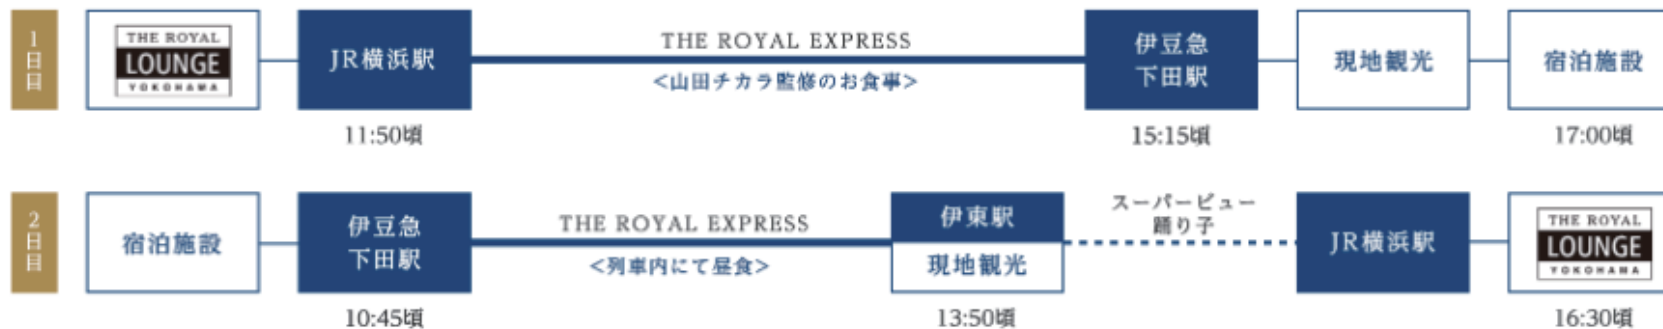 1日目
THE ROYAL
LOUNGE
YOKOHAMA
JR横浜駅
11:50頃
THE ROYAL EXPRESS
<山田チカラ監修のお食事>
伊豆急
下田駅
15:15頃
現地観光
宿泊施設
17:00頃
2日目
宿泊施設
伊豆急
下田駅
10:45頃
THE ROYAL EXPRESS
<列車内にて昼食>
伊東駅
現地観光
13:50頃
スーパービュー
踊り子
JR横浜駅
THE ROYAL
LOUNGE
YOKOHAMA
16:30頃